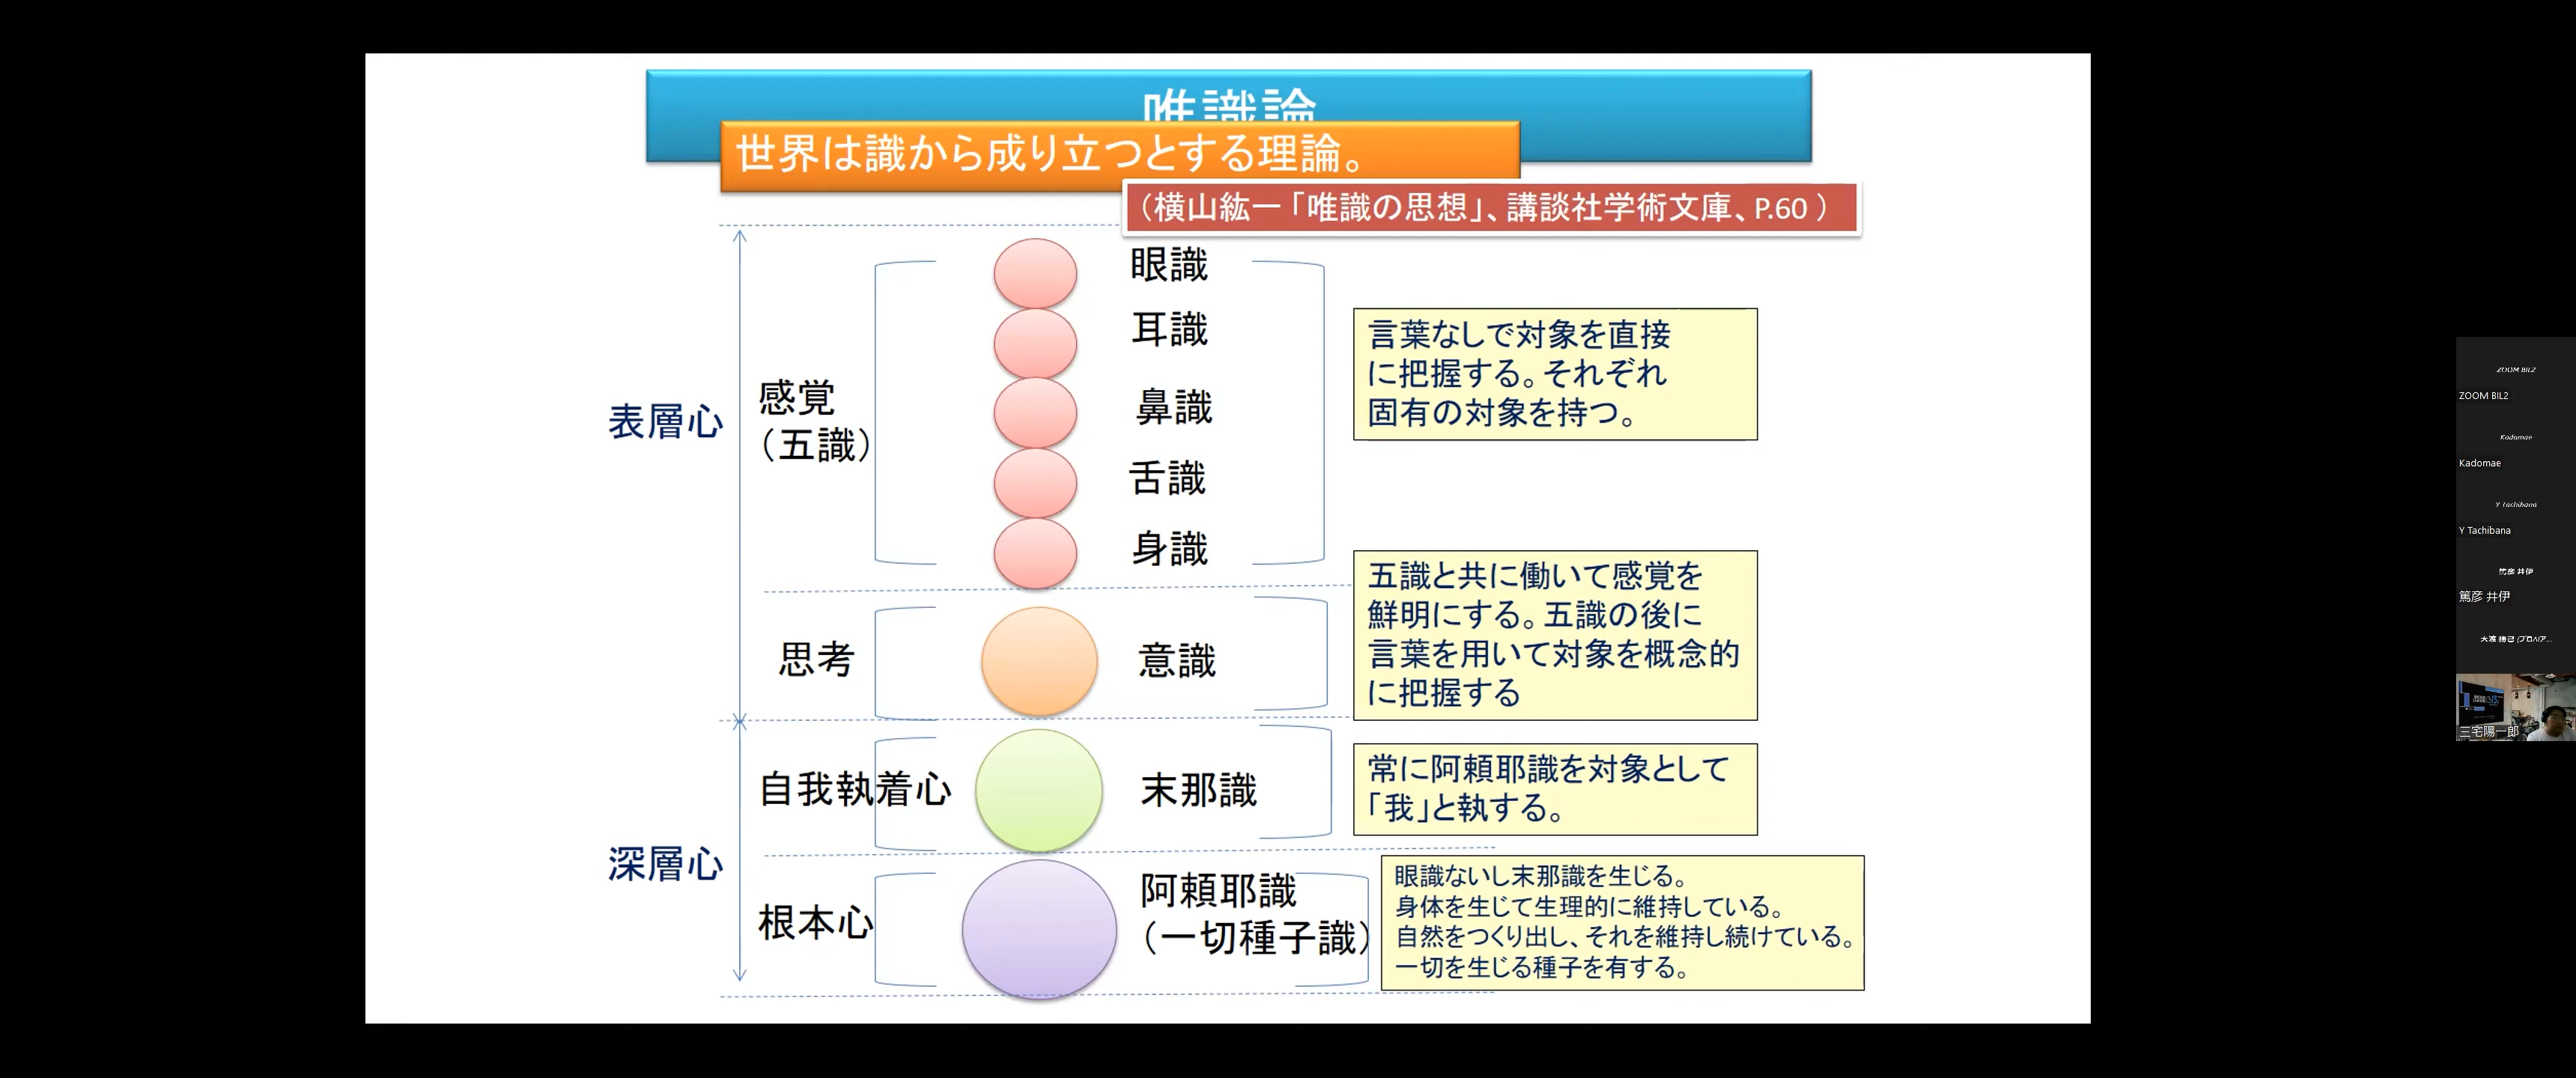 唯識論
世界は識から成り立つとする理論。
（横山紘一「唯識の思想」、講談社学術文庫、P.60 ）
表層心
感覚
（五識）
眼識
耳識
鼻識
舌識
身識
言葉なしで対象を直接
に把握する。それぞれ
固有の対象を持つ。
思考
意識
五識と共に働いて感覚を
鮮明にする。五識の後に
言葉を用いて対象を概念的
に把握する
深層心
自我執着心
末那識
常に阿頼耶識を対象として
「我」と執する。
根本心
阿頼耶識
（一切種子識）
眼識ないし末那識を生じる。
身体を生じて生理的に維持している。
自然をつくり出し、それを維持し続けている。
一切を生じる種子を有する。
ZOOM BIL2
ZOOM BIL2
Kadomae
Kadomae
Y Tachibana
Y Tachibana
篤彦 井伊
篤彦 井伊
三宅陽一郎